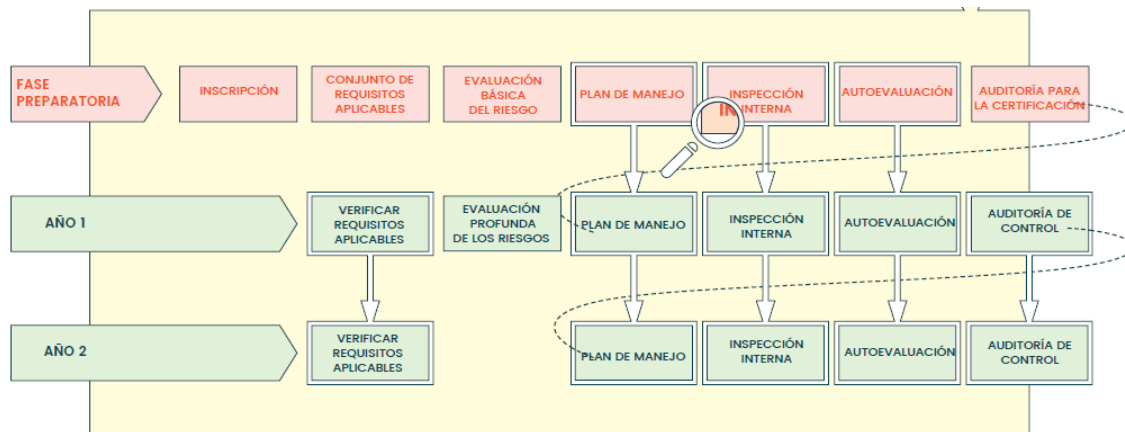 FASE
PREPARATORIA
INSCRIPCIÓN
CONJUNTO DE
REQUISITOS
APLICABLES
EVALUACIÓN
BÁSICA
DEL RIESGO
PLAN DE MANEJO
INSPECCIÓN
INTERNA
IN
AUTOEVALUACIÓN
AUDITORÍA PARA
LA CERTIFICACIÓN
AÑO 1
VERIFICAR
REQUISITOS
APLICABLES
EVALUACIÓN
PROFUNDA
DE LOS RIESGOS
PLAN DE MANEJO
INSPECCIÓN
INTERNA
AUTOEVALUACIÓN
AUDITORÍA DE
CONTROL
AÑO 2
VERIFICAR
REQUISITOS
APLICABLES
PLAN DE MANEJO
INSPECCIÓN
INTERNA
AUTOEVALUACIÓN
AUDITORÍA DE
CONTROL